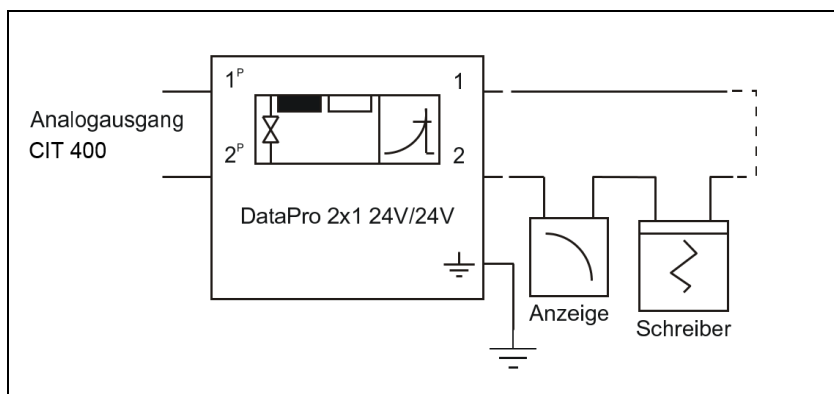 1ᴾ
1
Analogausgang
CIT 400
2ᴾ
2
DataPro 2x1 24V/24V
Anzeige
Schreiber